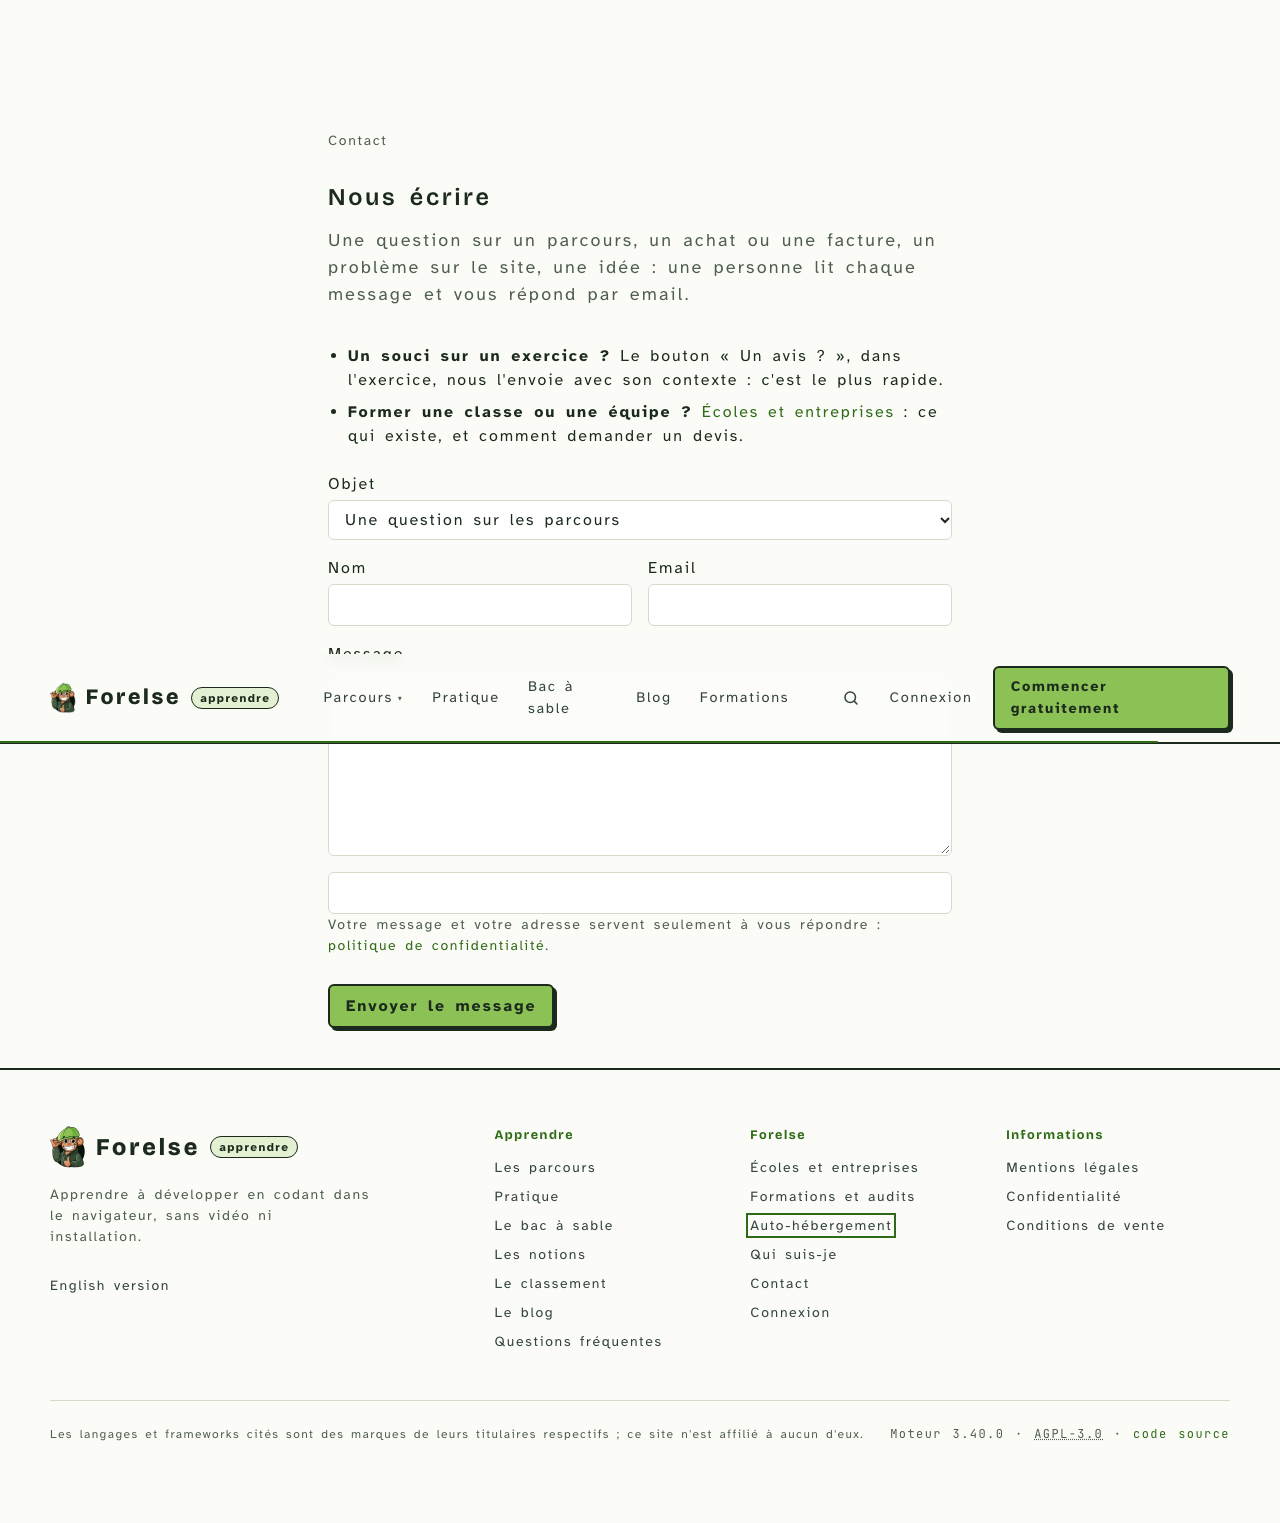 Contact
Nous écrire
Une question sur un parcours, un achat ou une facture, un
problème sur le site, une idée : une personne lit chaque
message et vous répond par email.
Un souci sur un exercice ? Le bouton « Un avis ? », dans
l'exercice, nous l'envoie avec son contexte : c'est le plus rapide.
Former une classe ou une équipe ? Écoles et entreprises : ce
qui existe, et comment demander un devis.
Objet
Une question sur les parcours
Nom
Email
Message
Forelse
apprendre
Parcours
Pratique
Bac à
sable
Blog
Formations
Connexion
Commencer
gratuitement
Votre message et votre adresse servent seulement à vous répondre :
politique de confidentialité.
Envoyer le message
Forelse
apprendre
Apprendre à développer en codant dans
le navigateur, sans vidéo ni
installation.
English version
Apprendre
Les parcours
Pratique
Le bac à sable
Les notions
Le classement
Le blog
Questions fréquentes
Forelse
Écoles et entreprises
Formations et audits
Auto-hébergement
Qui suis-je
Contact
Connexion
Informations
Mentions légales
Confidentialité
Conditions de vente
Les langages et frameworks cités sont des marques de leurs titulaires respectifs ; ce site n'est affilié à aucun d'eux.
Moteur 3.40.0 · AGPL-3.0 · code source